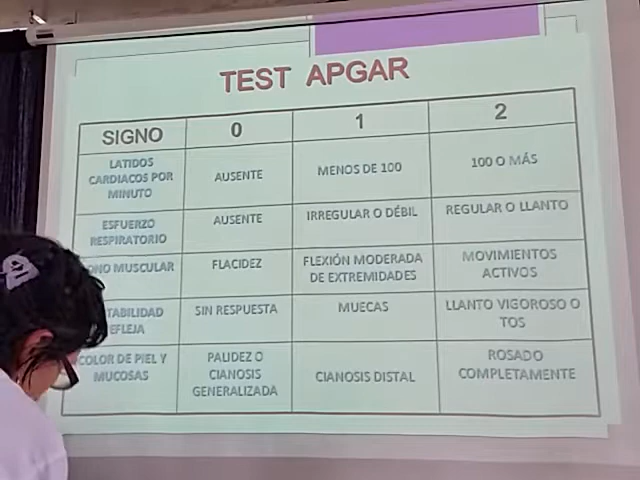 TEST APGAR
SIGNO 0 1 2
LATIDOS
CARDIACOS POR
MINUTO
AUSENTE
MENOS DE 100
100 O MÁS
ESFUERZO
RESPIRATORIO
AUSENTE
IRREGULAR O DÉBIL
REGULAR O LLANTO
MUSCULAR
FLACIDEZ
FLEXIÓN MODERADA
DE EXTREMIDADES
MOVIMIENTOS
ACTIVOS
SIN RESPUESTA
MUECAS
LLANTO VIGOROSO O
TOS
COLOR DE PIEL Y
MUCOSAS
PALIDEZ O
CIANOSIS
GENERALIZADA
CIANOSIS DISTAL
ROSADO
COMPLETAMENTE